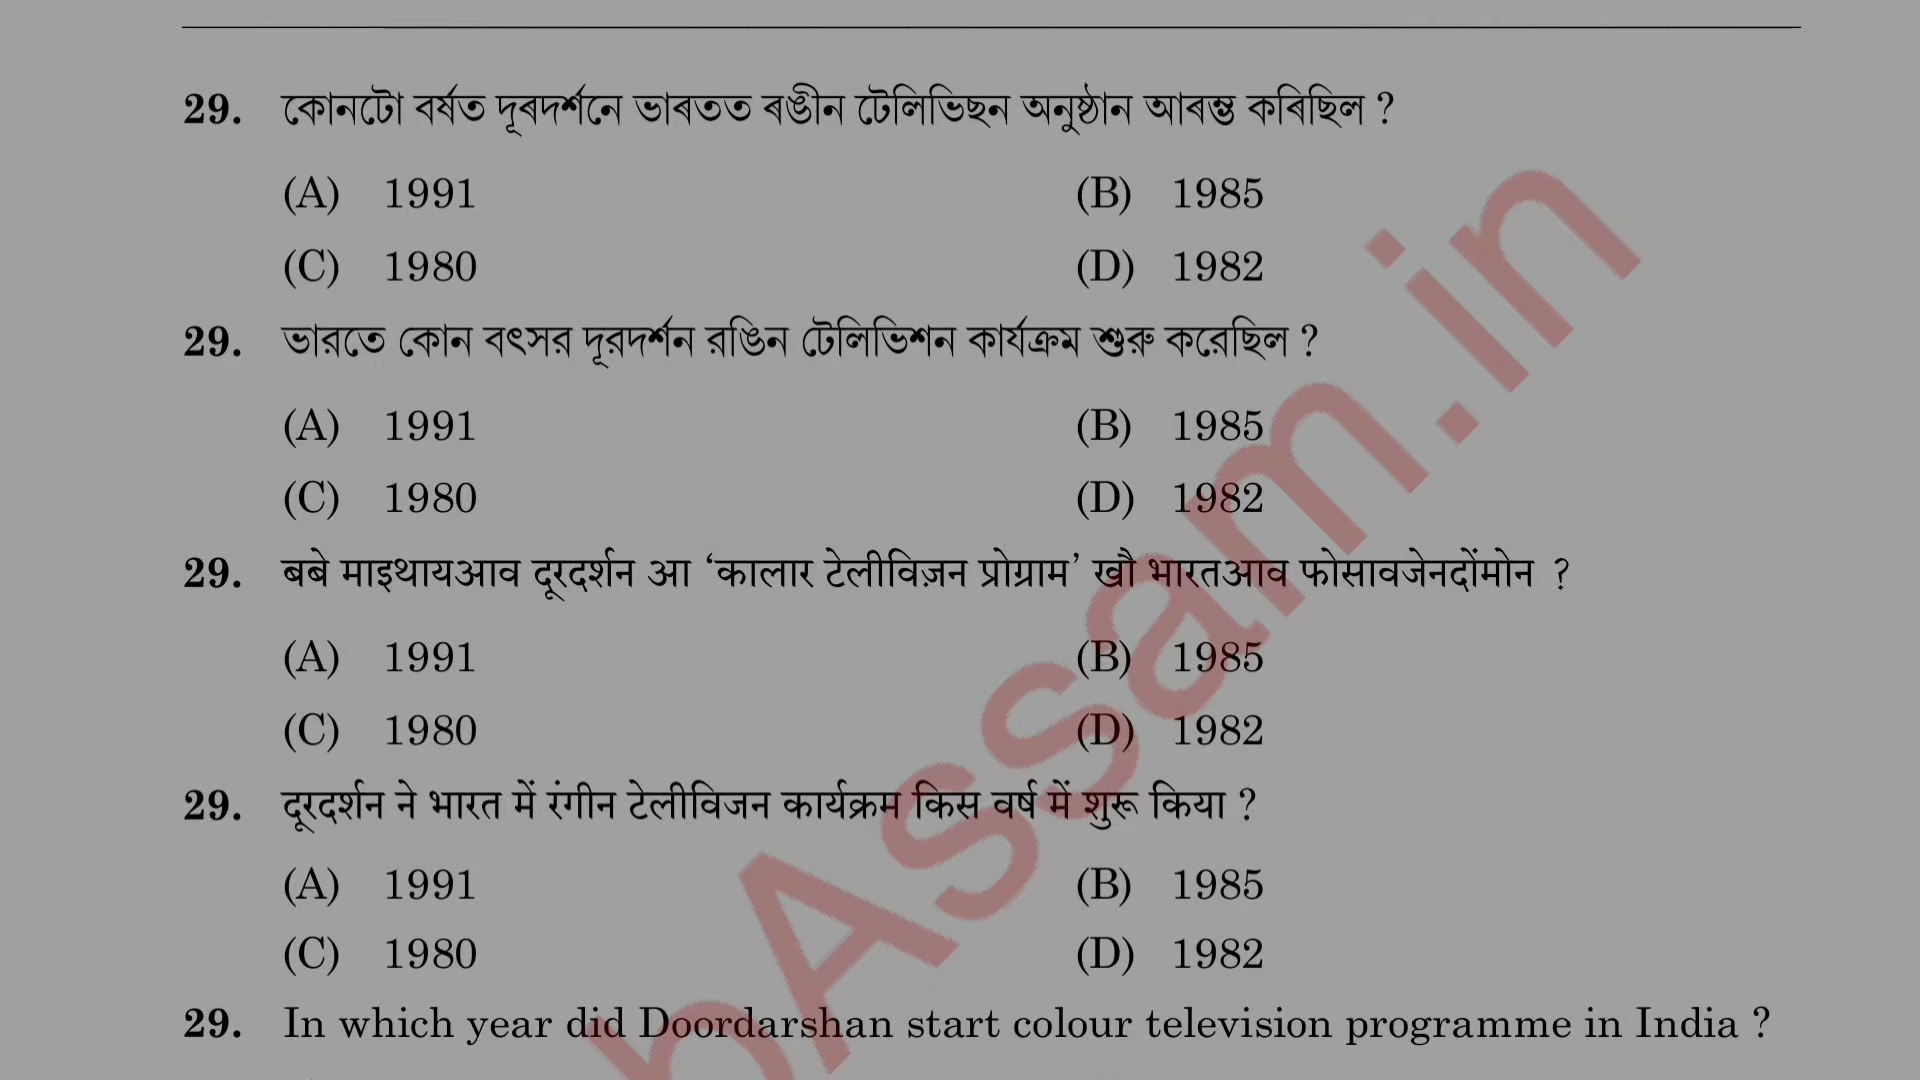 29. কোনটো বৰ্ষত দূৰদৰ্শনে ভাৰতত ৰঙীন টেলিভিছন অনুষ্ঠান আৰম্ভ কৰিছিল ?
(A) 1991 (B) 1985
(C) 1980 (D) 1982
29. ভারতে কোন বৎসর দূরদর্শন রঙিন টেলিভিশন কার্যক্রম শুরু করেছিল ?
(A) 1991 (B) 1985
(C) 1980 (D) 1982
29. बबे माइथायआव दूरदर्शन आ ‘कालार टेलीविज़न प्रोग्राम’ खौ भारतआव फोसावजेनदोंमोन ?
(A) 1991 (B) 1985
(C) 1980 (D) 1982
29. दूरदर्शन ने भारत में रंगीन टेलीविजन कार्यक्रम किस वर्ष में शुरू किया ?
(A) 1991 (B) 1985
(C) 1980 (D) 1982
29. In which year did Doordarshan start colour television programme in India ?
bAssam.in